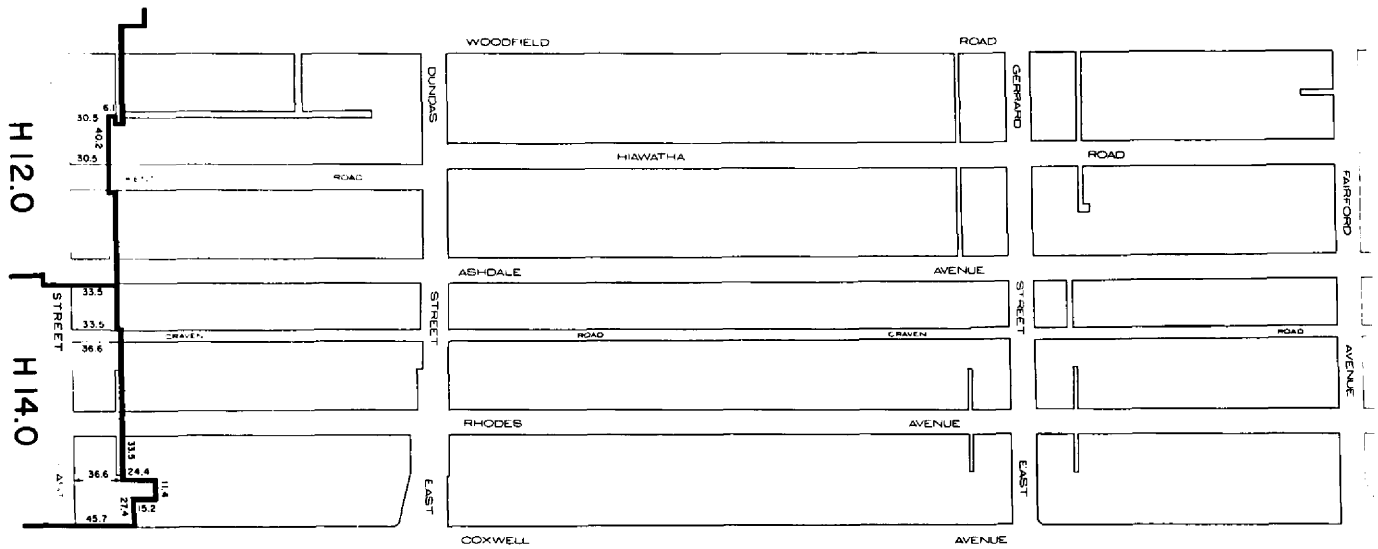 WOODFIELD ROAD
DUNDAS
GERRARD
6.1
30.5
40.2
30.5
H 12.0
HIAWATHA ROAD
ROAD
FAIRFORD
ASHDALE AVENUE
33.5
STREET
STREET
STREET
33.5
CRAVEN ROAD CRAVEN ROAD
36.6
AVENUE
H 14.0
RHODES AVENUE
33.5
36.6
24.4
11.4
27.4
15.2
45.7
EAST
EAST
COXWELL AVENUE